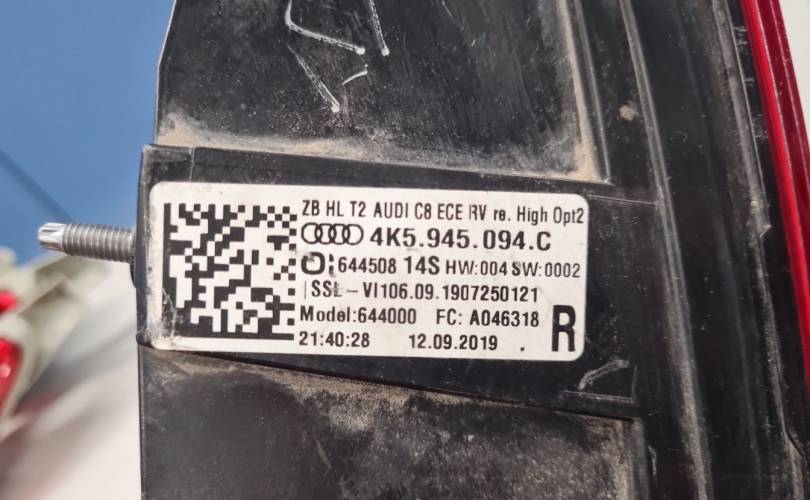 ZB HL T2 AUDI C8 ECE RV re. High Opt2
4K5.945.094.C
644508 14S HW:004 SW:0002
SSL - VI106.09.1907250121
Model:644000 FC: A046318
21:40:28 12.09.2019 . R